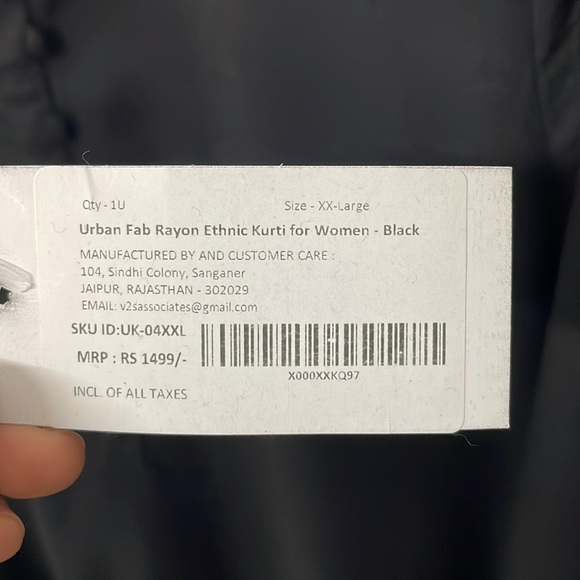 Qty - 1U Size - XX-Large
Urban Fab Rayon Ethnic Kurti for Women - Black
MANUFACTURED BY AND CUSTOMER CARE :
104, Sindhi Colony, Sanganer
JAIPUR, RAJASTHAN - 302029
EMAIL: v2sassociates@gmail.com
SKU ID:UK-04XXL
MRP : RS 1499/-
X000XXKQ97
INCL. OF ALL TAXES